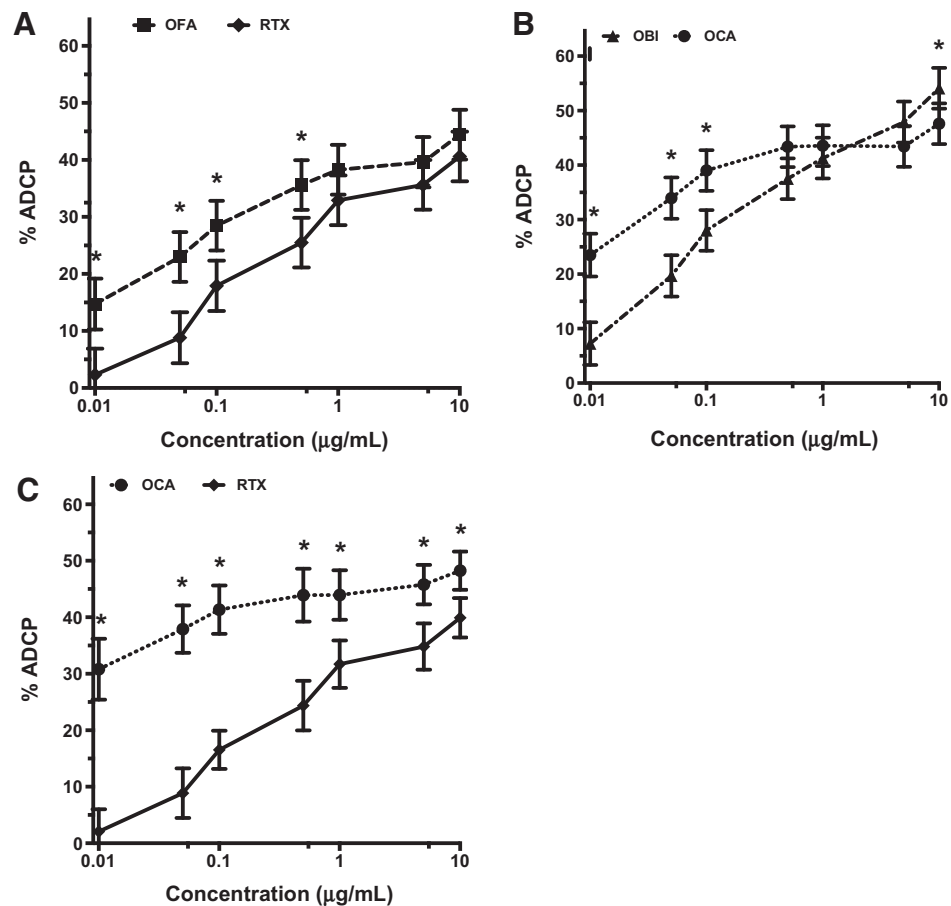 A
OFA RTX
60
50
40
30
20
10
0
% ADCP
* * * *
0.01 0.1 1 10
Concentration (μg/mL)
B
OBI OCA
60
50
40
30
20
10
0
% ADCP
* * * *
0.01 0.1 1 10
Concentration (μg/mL)
C
OCA RTX
60
50
40
30
20
10
0
% ADCP
* * * * * * *
0.01 0.1 1 10
Concentration (μg/mL)